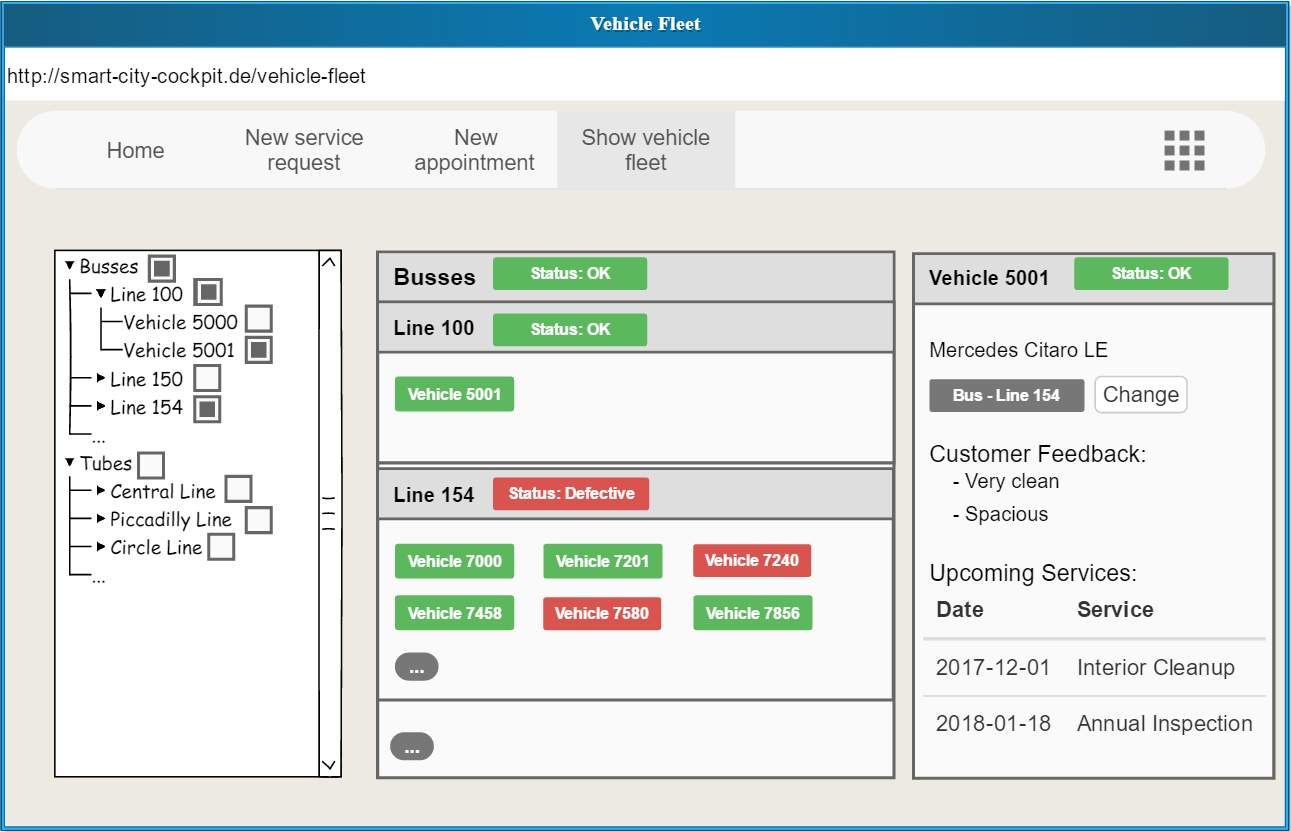 Vehicle Fleet
http://smart-city-cockpit.de/vehicle-fleet
Home
New service
request
New
appointment
Show vehicle
fleet
Busses
Line 100
Vehicle 5000
Vehicle 5001
Line 150
Line 154
...
Tubes
Central Line
Piccadilly Line
Circle Line
...
Busses Status: OK
Line 100 Status: OK
Vehicle 5001
Line 154 Status: Defective
Vehicle 7000 Vehicle 7201 Vehicle 7240
Vehicle 7458 Vehicle 7580 Vehicle 7856
...
...
Vehicle 5001 Status: OK
Mercedes Citaro LE
Bus - Line 154 Change
Customer Feedback:
- Very clean
- Spacious
Upcoming Services:
Date Service
2017-12-01 Interior Cleanup
2018-01-18 Annual Inspection